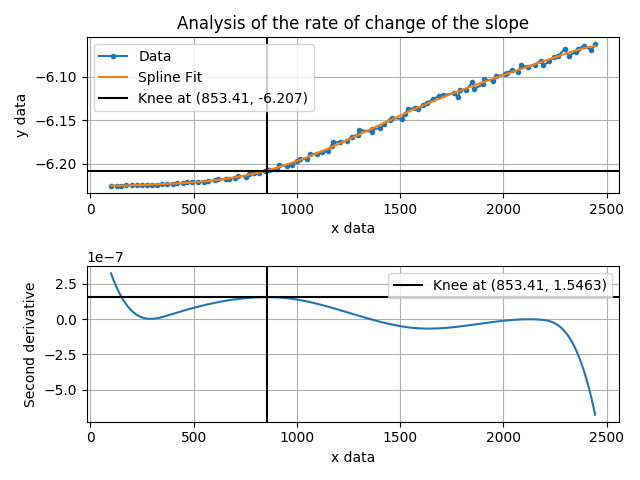 Analysis of the rate of change of the slope
Data
Spline Fit
Knee at (853.41, -6.207)
−6.10
−6.15
−6.20
y data
0 500 1000 1500 2000 2500
x data
1e−7
Knee at (853.41, 1.5463)
2.5
0.0
−2.5
−5.0
Second derivative
0 500 1000 1500 2000 2500
x data